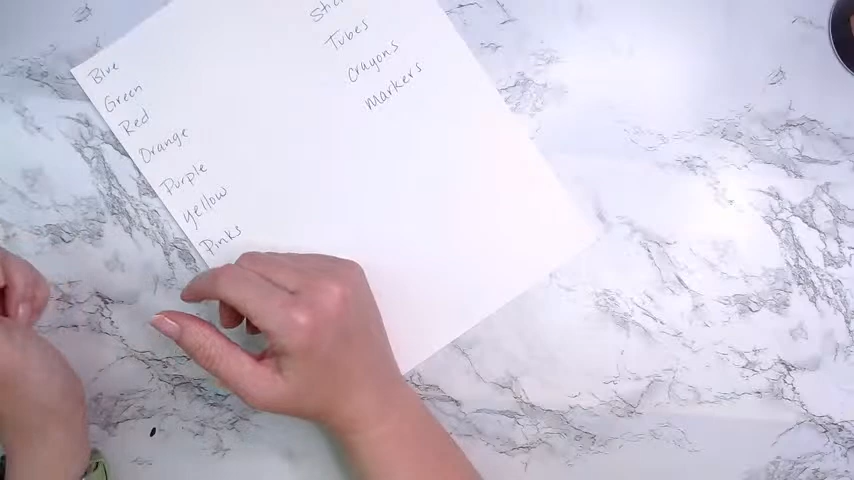 Blue
Green
Red
Orange
Purple
yellow
Pinks
Tubes
Crayons
Markers